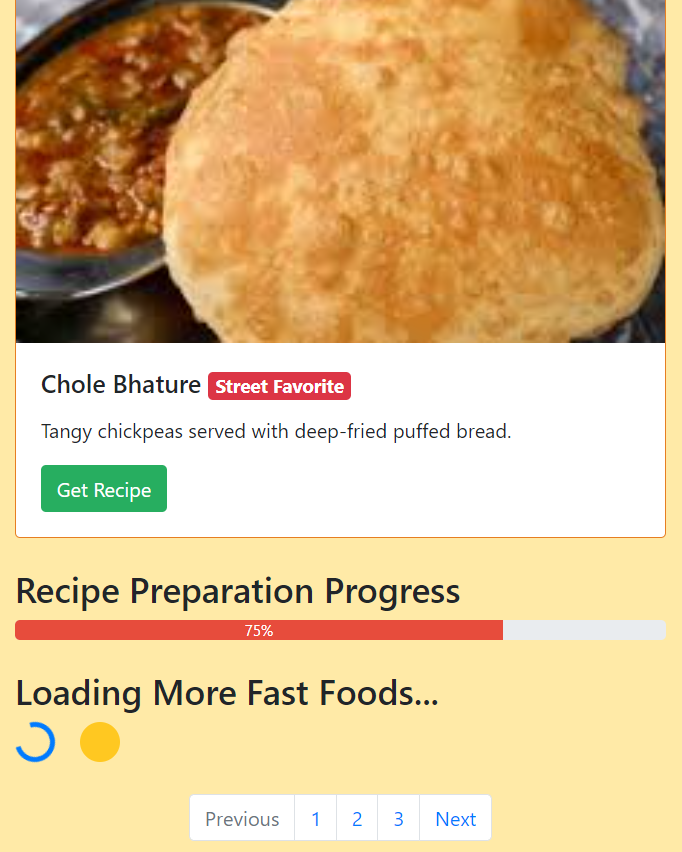 Chole Bhature Street Favorite
Tangy chickpeas served with deep-fried puffed bread.
Get Recipe
Recipe Preparation Progress
75%
Loading More Fast Foods...
Previous 1 2 3 Next